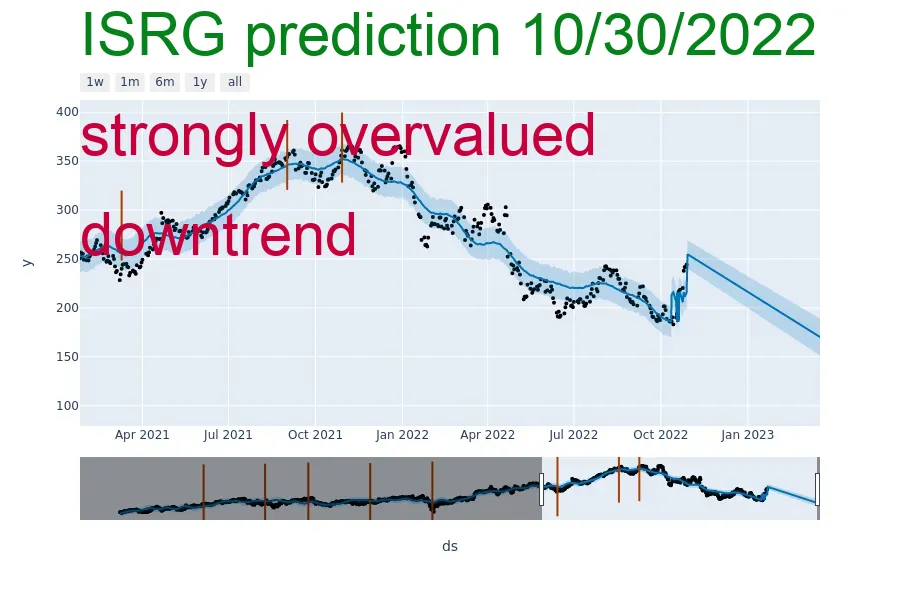 ISRG prediction 10/30/2022
1w 1m 6m 1y all
400
strongly overvalued
350
300
downtrend
250
y
200
150
100
Apr 2021 Jul 2021 Oct 2021 Jan 2022 Apr 2022 Jul 2022 Oct 2022 Jan 2023
ds